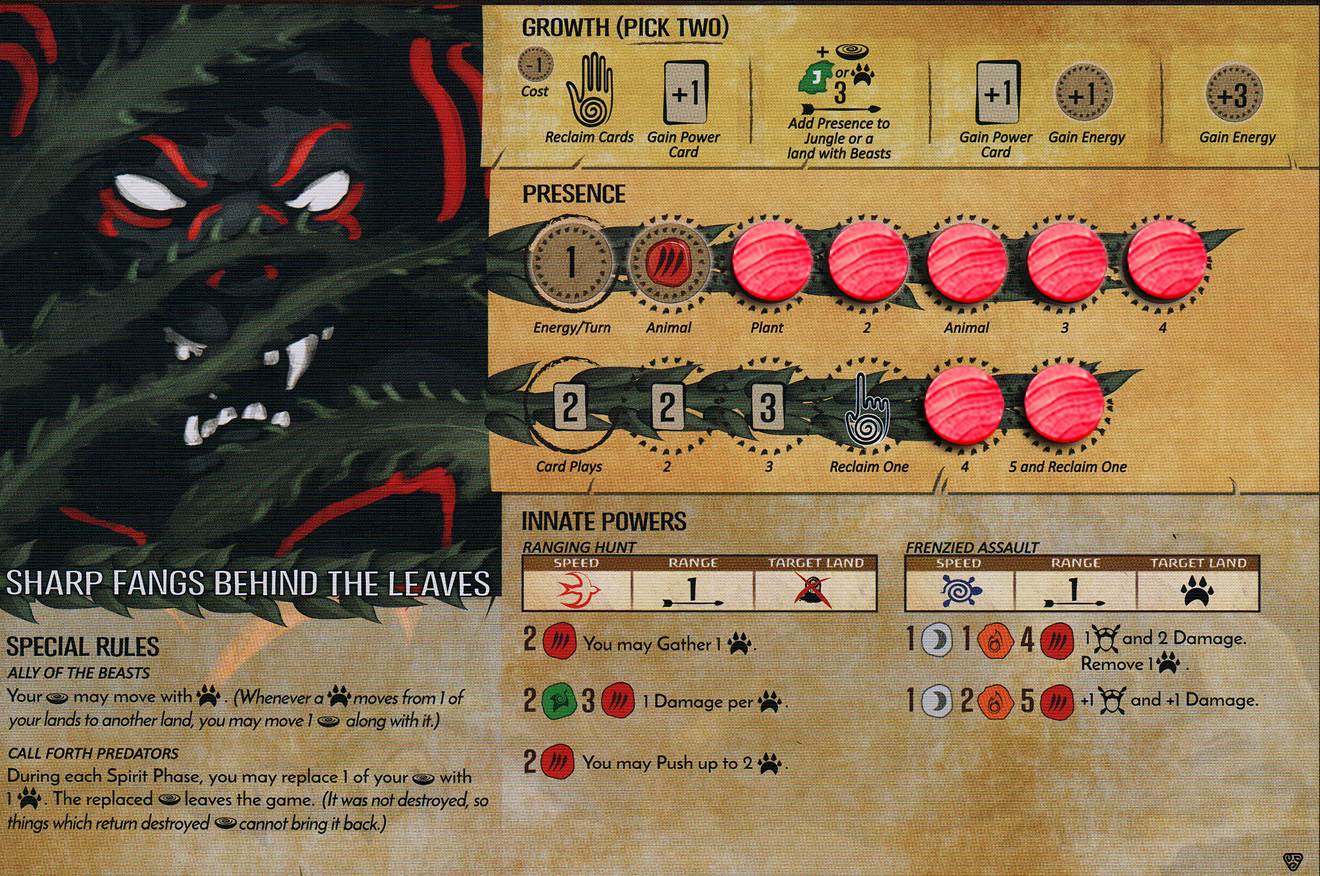 GROWTH (PICK TWO)
-1
Cost
Reclaim Cards
+1
Gain Power
Card
+
J or
3
Add Presence to
Jungle or a
land with Beasts
+1
Gain Power
Card
+1
Gain Energy
+3
Gain Energy
PRESENCE
1
Energy/Turn
Animal
Plant
2
Animal
3
4
2
2
3
Card Plays
2
3
Reclaim One
4
5 and Reclaim One
SHARP FANGS BEHIND THE LEAVES
SPECIAL RULES
ALLY OF THE BEASTS
Your may move with . (Whenever a moves from 1 of
your lands to another land, you may move 1 along with it.)
CALL FORTH PREDATORS
During each Spirit Phase, you may replace 1 of your with
1 . The replaced leaves the game. (It was not destroyed, so
things which return destroyed cannot bring it back.)
INNATE POWERS
RANGING HUNT
SPEED RANGE TARGET LAND
1
2 You may Gather 1 .
2 3 1 Damage per .
2 You may Push up to 2 .
FRENZIED ASSAULT
SPEED RANGE TARGET LAND
1
1 1 4 1 and 2 Damage.
Remove 1 .
1 2 5 +1 and +1 Damage.